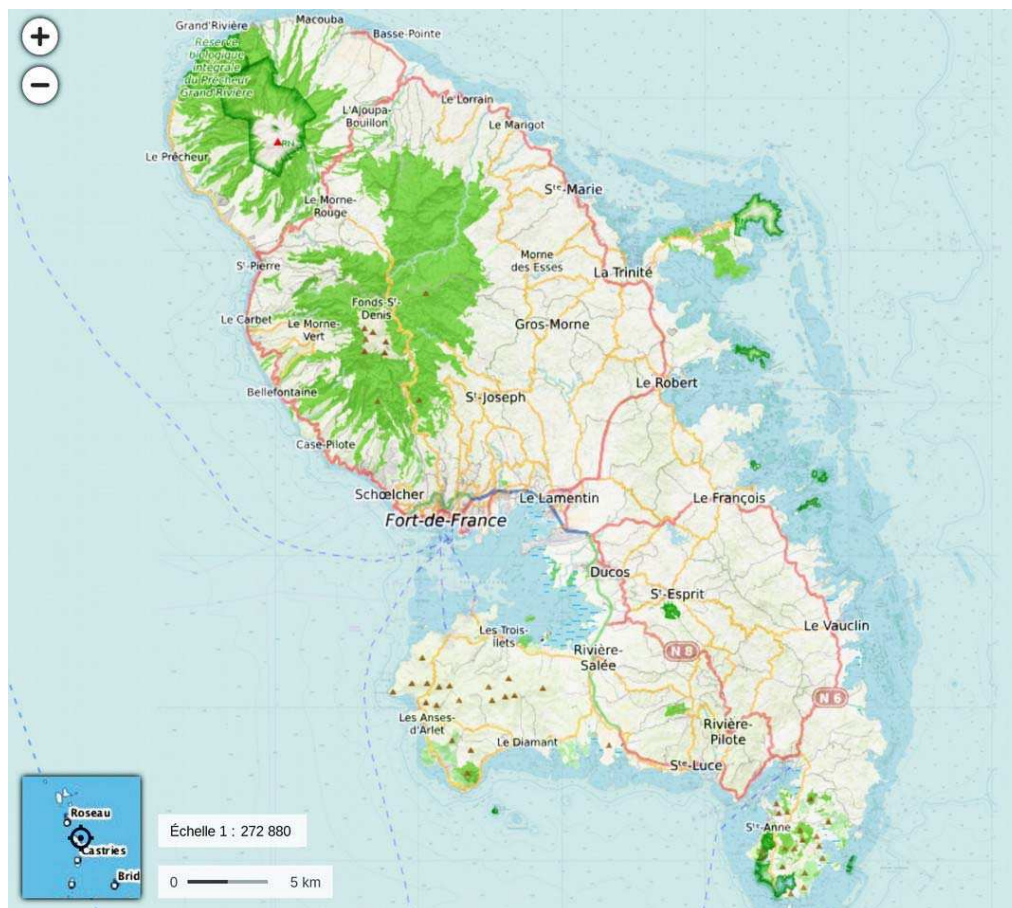 +
−
Grand'Rivière
Macouba
Basse-Pointe
Réserve
biologique
intégrale
du Prêcheur
Grand Rivière
L'Ajoupa-
Bouillon
Le Lorrain
Le Marigot
RN
Le Prêcheur
Sᵗᵉ-Marie
Le Morne-
Rouge
Morne
des Esses
La Trinité
Sᵗ-Pierre
Fonds-Sᵗ-
Denis
Le Carbet
Le Morne-
Vert
Gros-Morne
Le Robert
Bellefontaine
Sᵗ-Joseph
Case-Pilote
Schœlcher
Le Lamentin
Le François
Fort-de-France
Ducos
Sᵗ-Esprit
Le Vauclin
Les Trois-
ilets
Rivière-
Salée
N 8
N 6
Les Anses-
d'Arlet
Le Diamant
Rivière-
Pilote
Sᵗᵉ-Luce
Sᵗᵉ-Anne
Roseau
Castries
Brid
Échelle 1 : 272 880
0 5 km